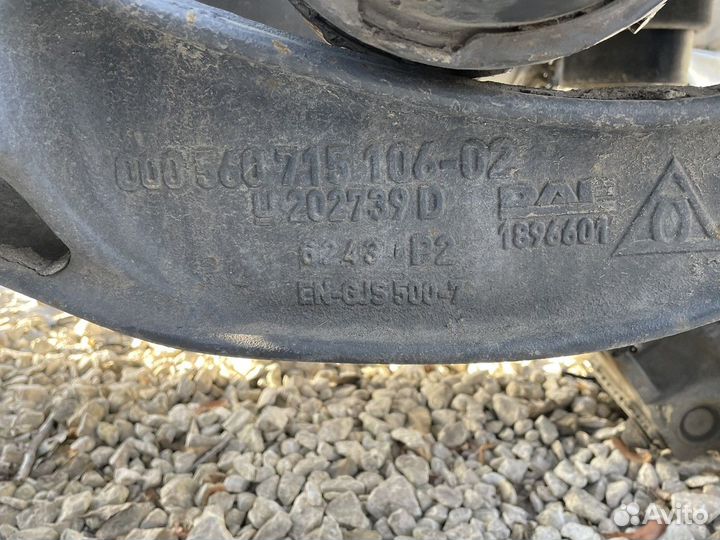 000 560 715 106-02
U 202739 D
DAF
1896601
6243 P2
EN-GJS 500-7
Avito